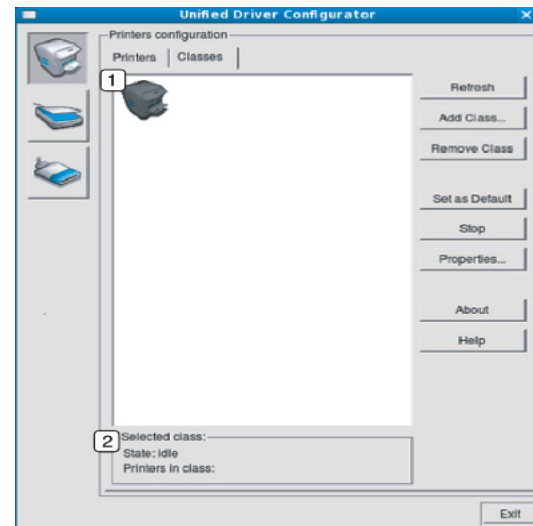 Unified Driver Configurator
Printers configuration
Printers Classes
1
Refresh
Add Class...
Remove Class
Set as Default
Stop
Properties...
About
Help
2
Selected class:
State: idle
Printers in class:
Exit